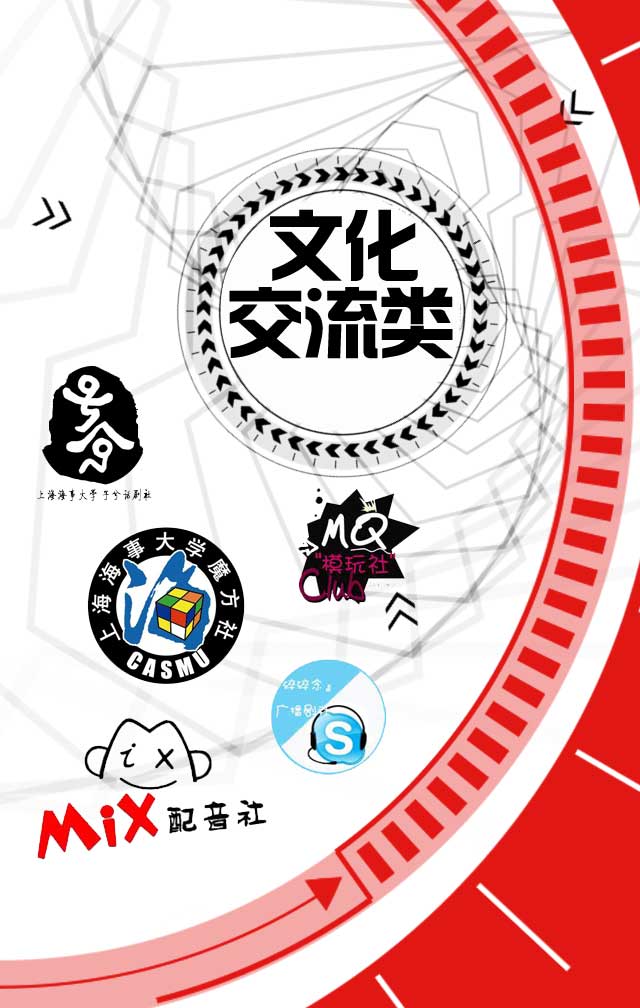 文化
交流类
上海海事大学子兮话剧社
MQ
"模玩社"
Club
上海海事大学魔方社
CASMU
碎碎念
广播剧社
S
ix
MiX 配音社